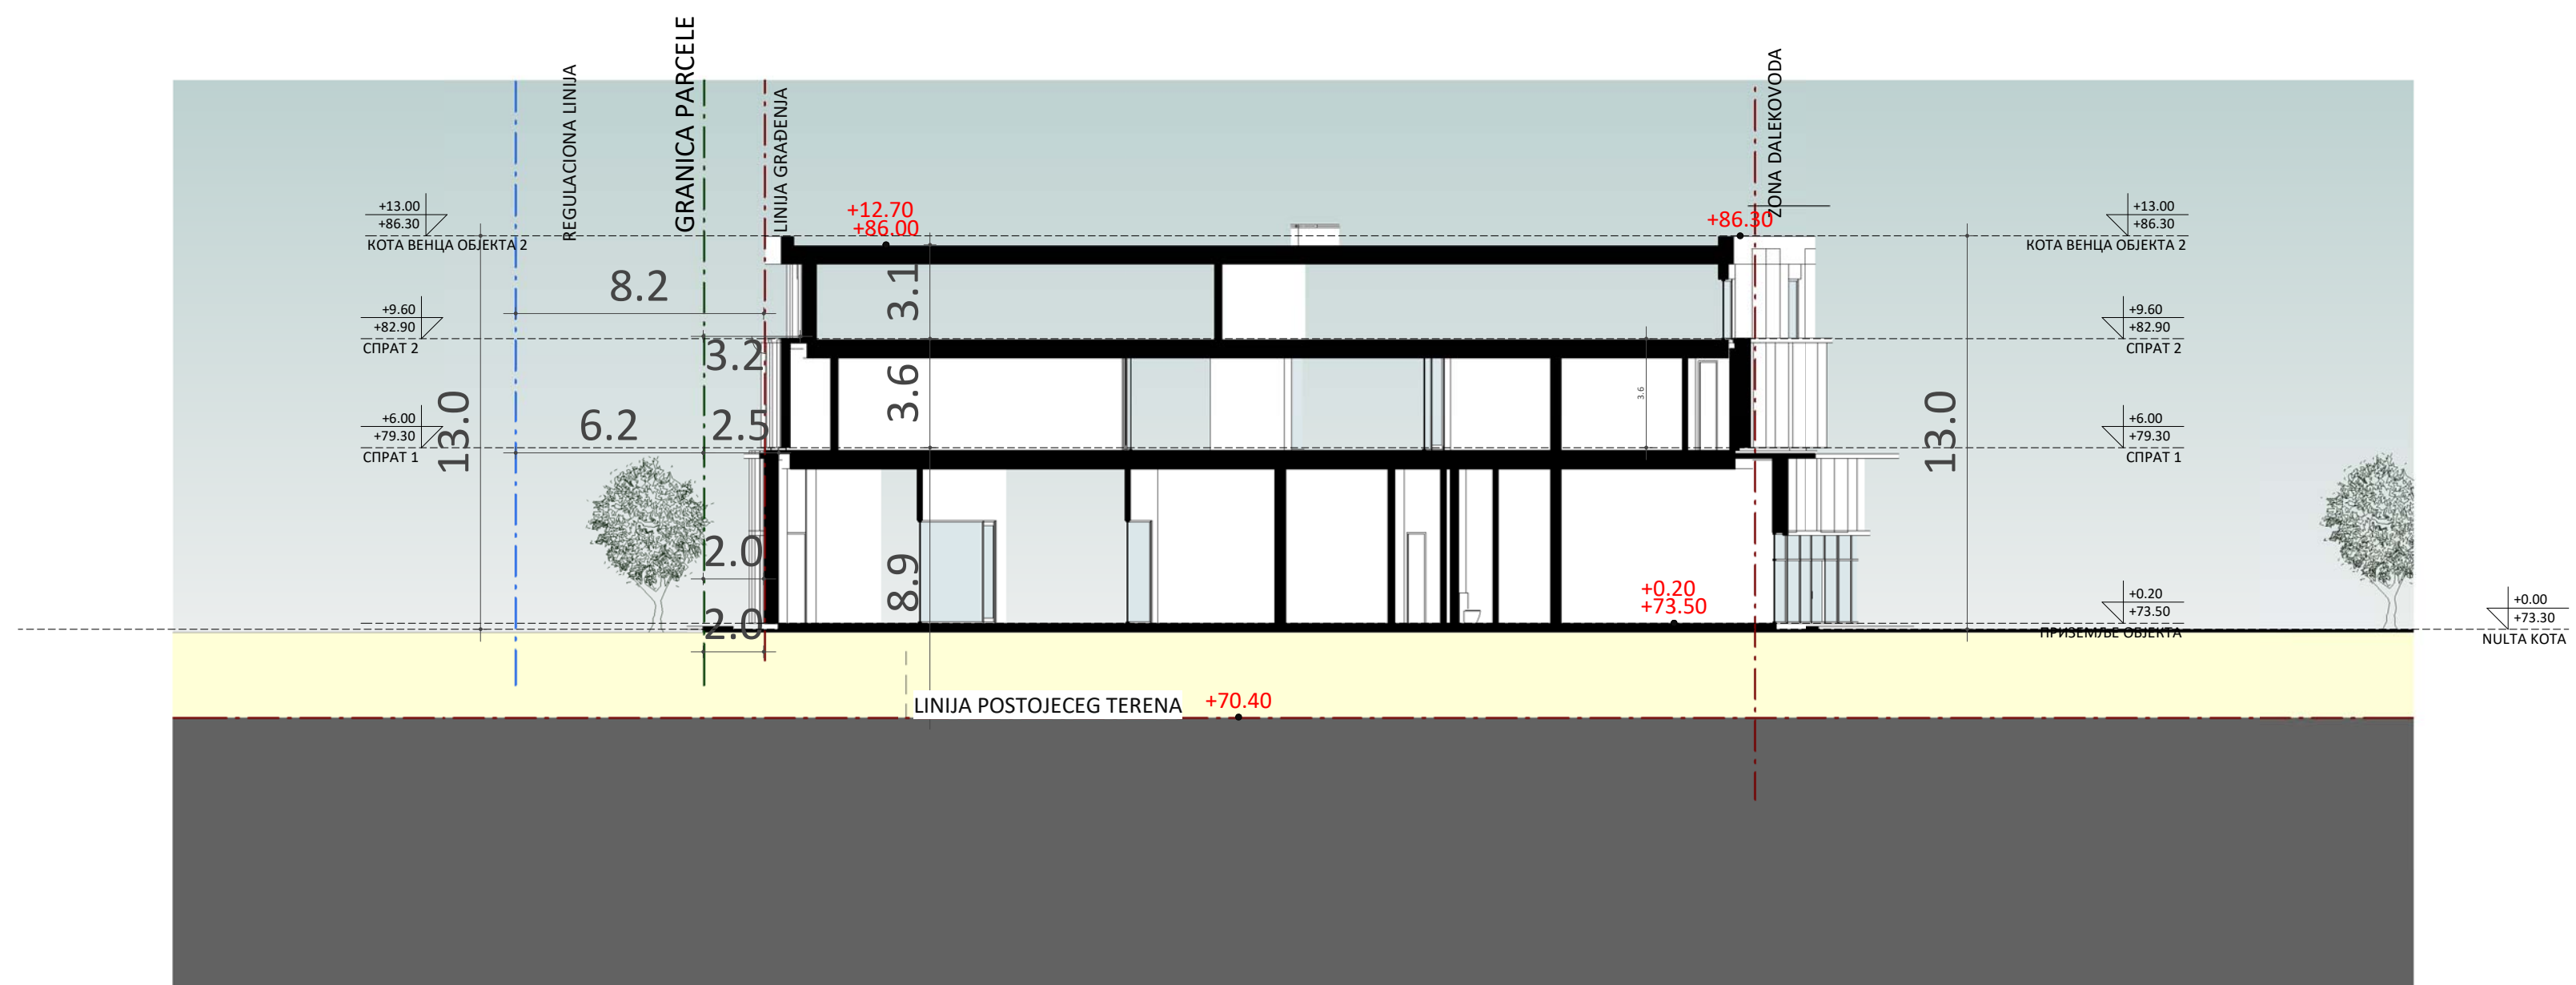 REGULACIONA LINIJA
GRANICA PARCELE
LINIJA GRAĐENJA
ZONA DALEKOVODA
+13.00
+86.30
КОТА ВЕНЦА ОБЈЕКТА 2
+12.70
+86.00
+86.30
+13.00
+86.30
КОТА ВЕНЦА ОБЈЕКТА 2
8.2
3.1
+9.60
+82.90
СПРАТ 2
3.2
+9.60
+82.90
СПРАТ 2
13.0
3.6
3.6
13.0
+6.00
+79.30
СПРАТ 1
6.2
2.5
+6.00
+79.30
СПРАТ 1
2.0
8.9
2.0
+0.20
+73.50
+0.20
+73.50
ПРИЗЕМЉЕ ОБЈЕКТА
+0.00
+73.30
NULTA KOTA
LINIJA POSTOJECEG TERENA
+70.40